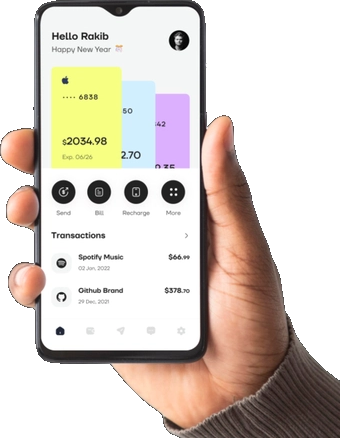 Hello Rakib
Happy New Year
···· 6838
50
42
$2034.98
2.70
9.35
Exp. 06/26
Send
Bill
Recharge
More
Transactions
Spotify Music
$66.99
02 Jan, 2022
Github Brand
$378.70
29 Dec, 2021